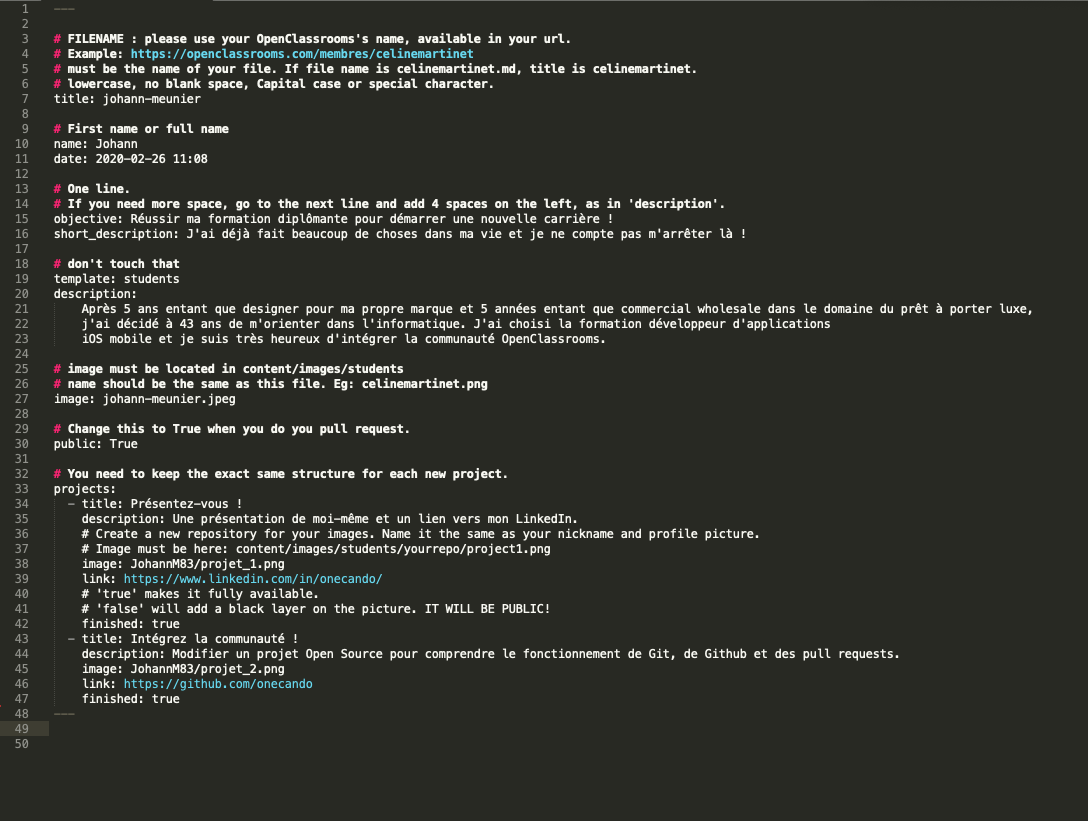 1 ---
2
3 # FILENAME : please use your OpenClassrooms's name, available in your url.
4 # Example: https://openclassrooms.com/membres/celinemartinet
5 # must be the name of your file. If file name is celinemartinet.md, title is celinemartinet.
6 # lowercase, no blank space, Capital case or special character.
7 title: johann-meunier
8
9 # First name or full name
10 name: Johann
11 date: 2020-02-26 11:08
12
13 # One line.
14 # If you need more space, go to the next line and add 4 spaces on the left, as in 'description'.
15 objective: Réussir ma formation diplômante pour démarrer une nouvelle carrière !
16 short_description: J'ai déjà fait beaucoup de choses dans ma vie et je ne compte pas m'arrêter là !
17
18 # don't touch that
19 template: students
20 description:
21     Après 5 ans entant que designer pour ma propre marque et 5 années entant que commercial wholesale dans le domaine du prêt à porter luxe,
22     j'ai décidé à 43 ans de m'orienter dans l'informatique. J'ai choisi la formation développeur d'applications
23     iOS mobile et je suis très heureux d'intégrer la communauté OpenClassrooms.
24
25 # image must be located in content/images/students
26 # name should be the same as this file. Eg: celinemartinet.png
27 image: johann-meunier.jpeg
28
29 # Change this to True when you do you pull request.
30 public: True
31
32 # You need to keep the exact same structure for each new project.
33 projects:
34   - title: Présentez-vous !
35     description: Une présentation de moi-même et un lien vers mon LinkedIn.
36     # Create a new repository for your images. Name it the same as your nickname and profile picture.
37     # Image must be here: content/images/students/yourrepo/project1.png
38     image: JohannM83/projet_1.png
39     link: https://www.linkedin.com/in/onecando/
40     # 'true' makes it fully available.
41     # 'false' will add a black layer on the picture. IT WILL BE PUBLIC!
42     finished: true
43   - title: Intégrez la communauté !
44     description: Modifier un projet Open Source pour comprendre le fonctionnement de Git, de Github et des pull requests.
45     image: JohannM83/projet_2.png
46     link: https://github.com/onecando
47     finished: true
48 ---
49
50